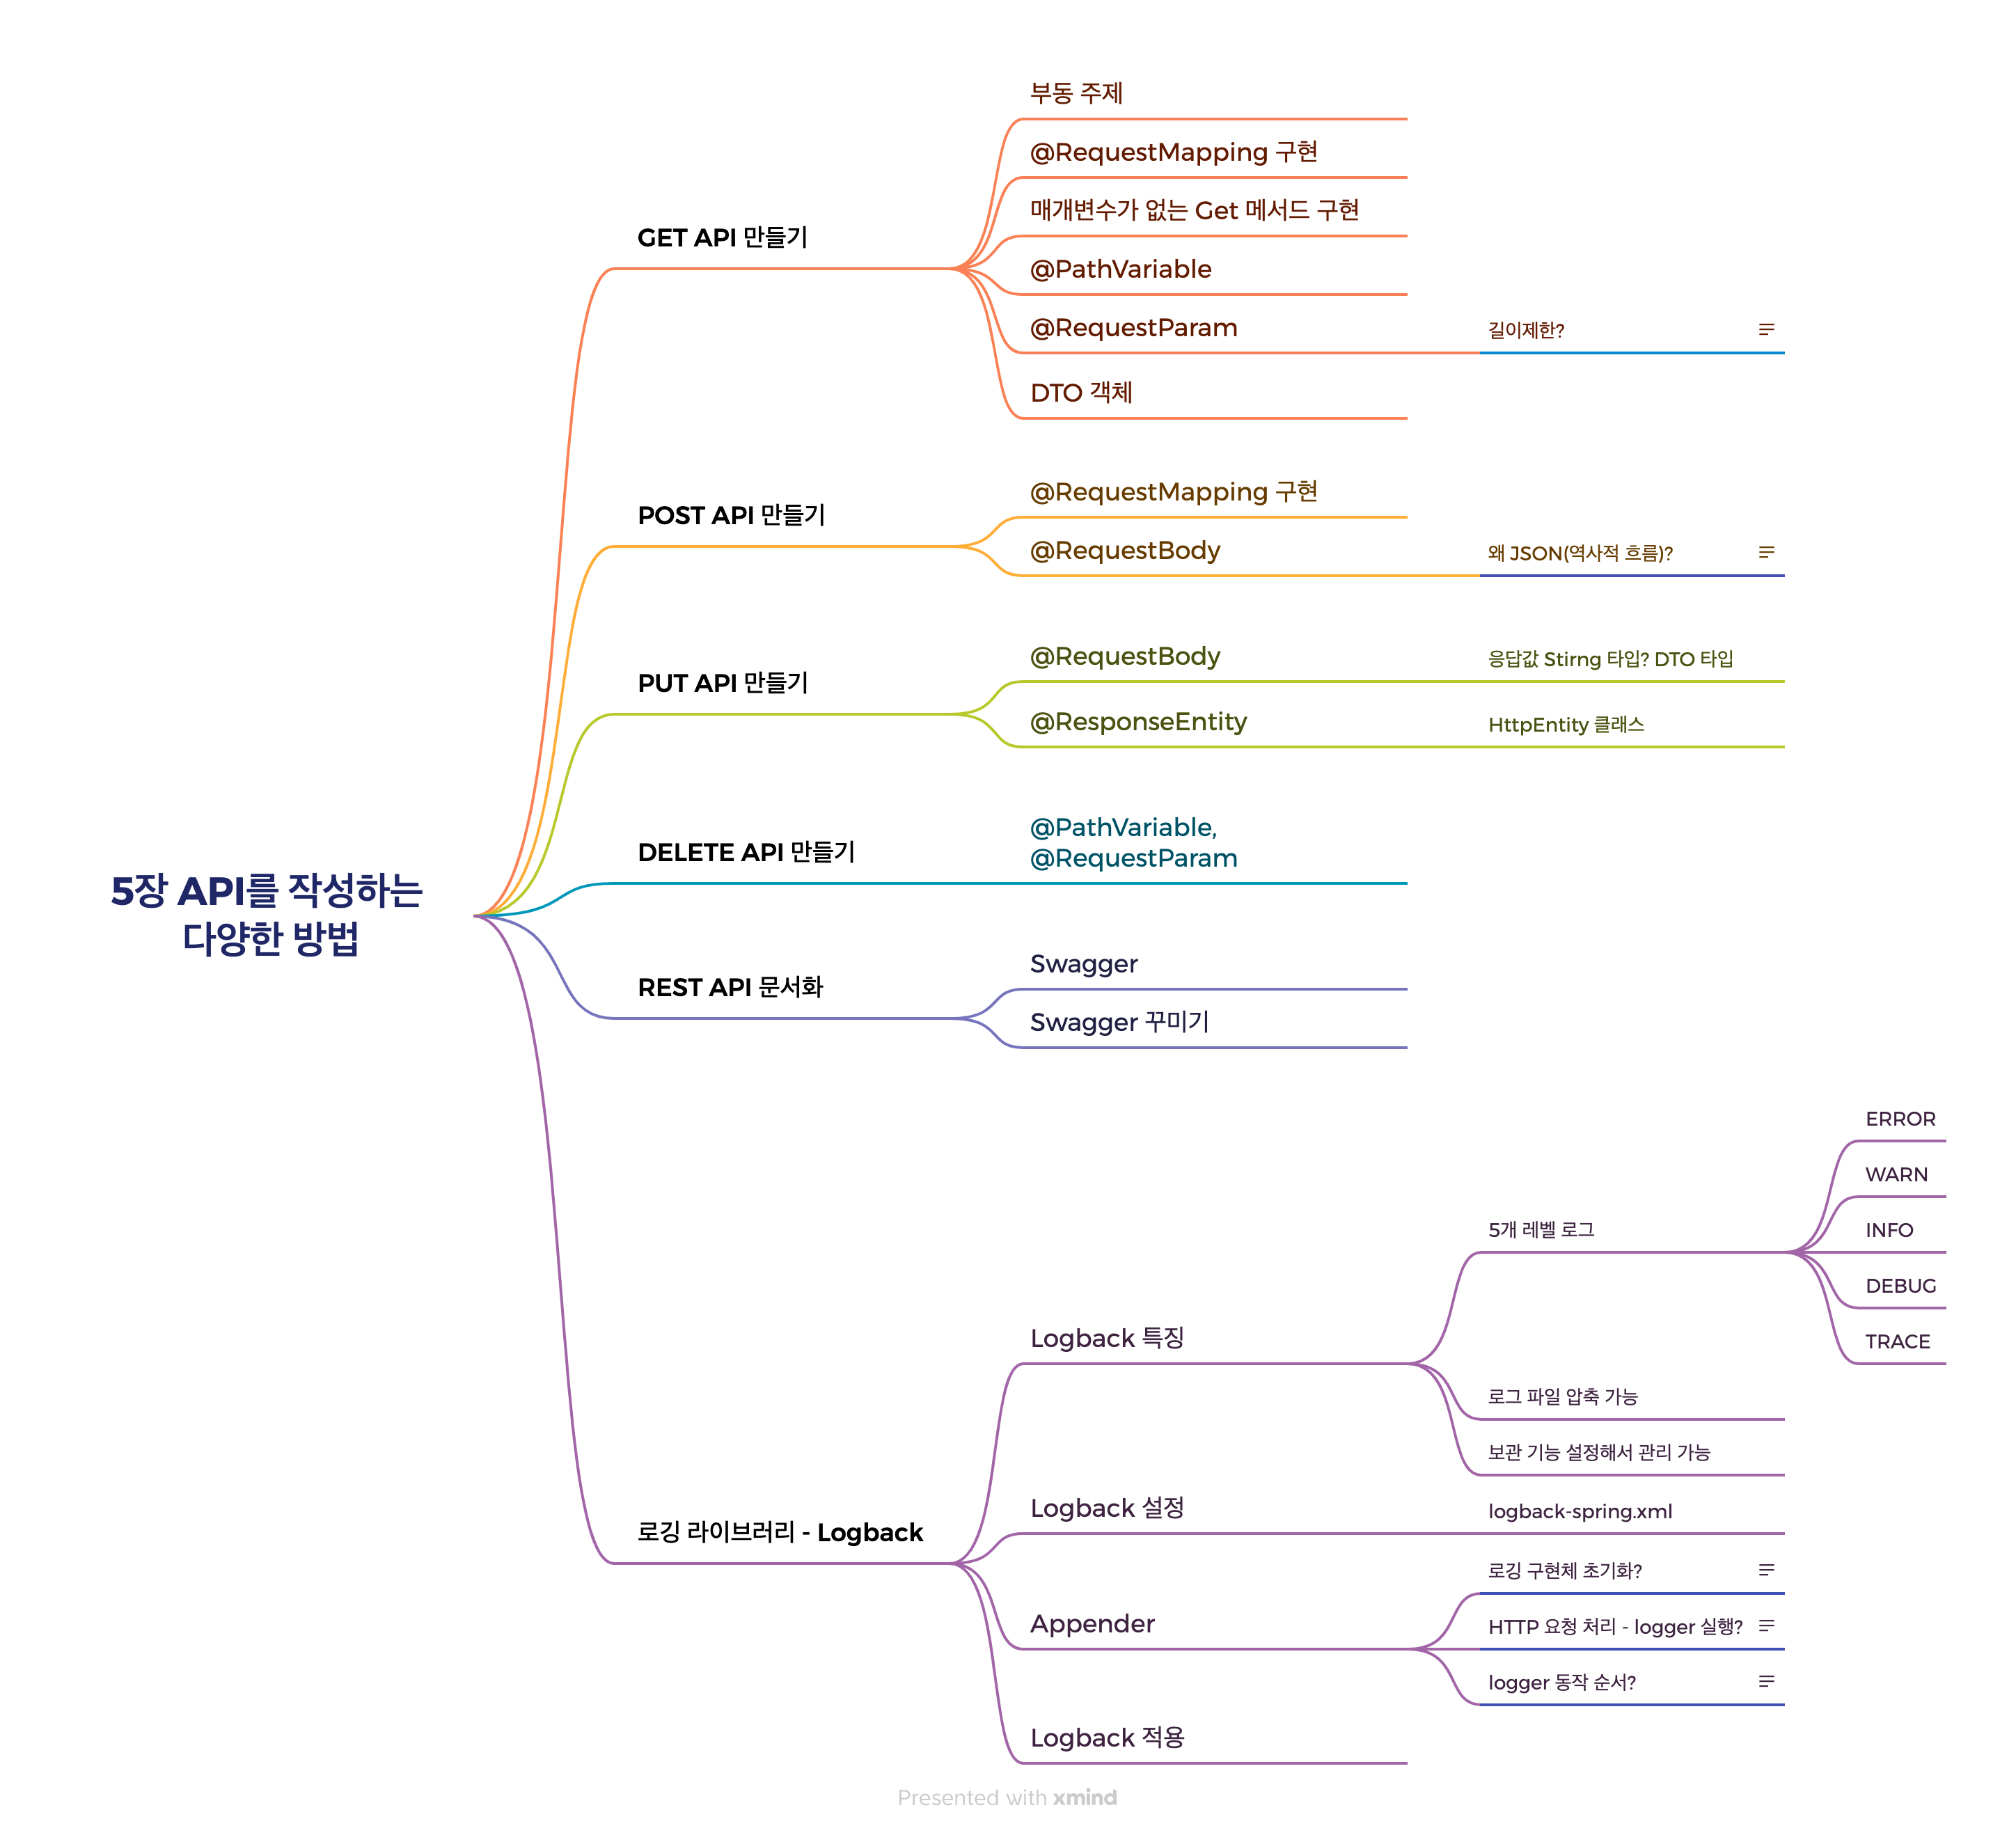 5장 API를 작성하는
다양한 방법
GET API 만들기
부동 주제
@RequestMapping 구현
매개변수가 없는 Get 메서드 구현
@PathVariable
@RequestParam
길이제한?
DTO 객체
POST API 만들기
@RequestMapping 구현
@RequestBody
왜 JSON(역사적 흐름)?
PUT API 만들기
@RequestBody
응답값 Stirng 타입? DTO 타입
@ResponseEntity
HttpEntity 클래스
DELETE API 만들기
@PathVariable,
@RequestParam
REST API 문서화
Swagger
Swagger 꾸미기
로깅 라이브러리 - Logback
Logback 특징
5개 레벨 로그
ERROR
WARN
INFO
DEBUG
TRACE
로그 파일 압축 가능
보관 기능 설정해서 관리 가능
Logback 설정
logback-spring.xml
Appender
로깅 구현체 초기화?
HTTP 요청 처리 - logger 실행?
logger 동작 순서?
Logback 적용
Presented with xmind